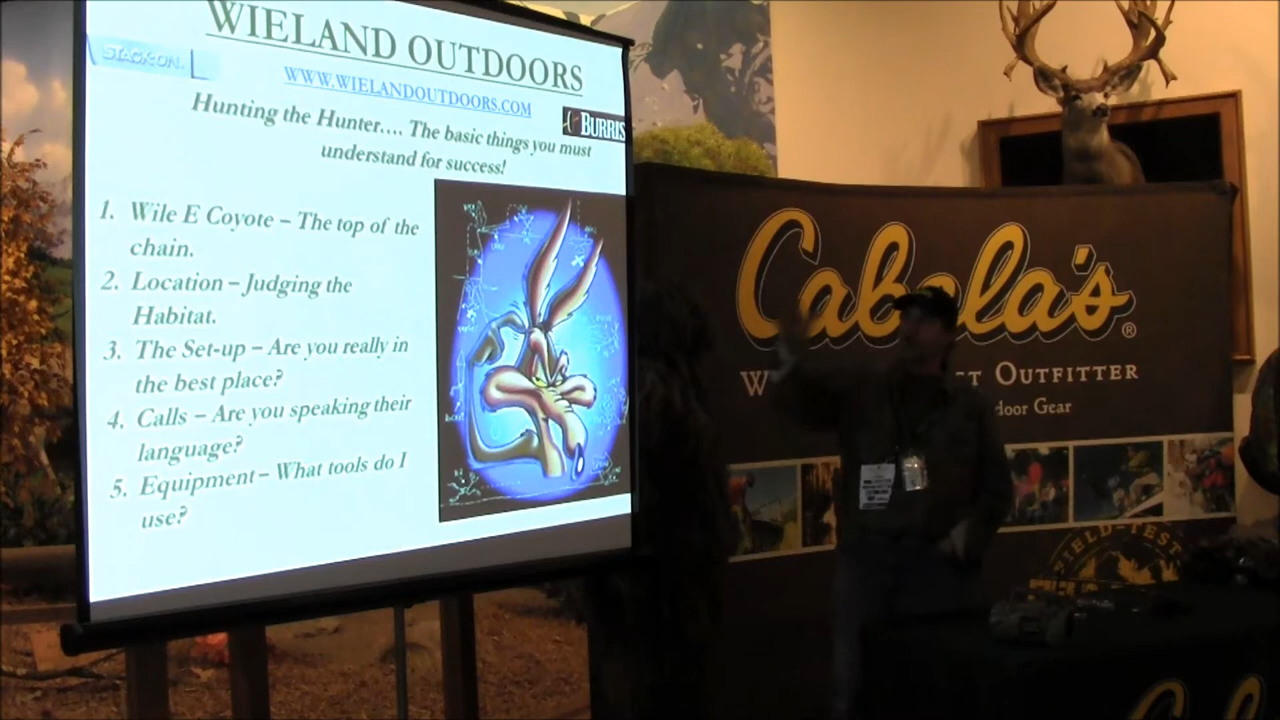 WIELAND OUTDOORS
STACK-ON.
WWW.WIELANDOUTDOORS.COM
BURRIS
Hunting the Hunter.... The basic things you must
understand for success!
1. Wile E Coyote – The top of the
chain.
2. Location – Judging the
Habitat.
3. The Set-up – Are you really in
the best place?
4. Calls – Are you speaking their
language?
5. Equipment – What tools do I
use?
Cabela's®
OUTFITTER
Gear